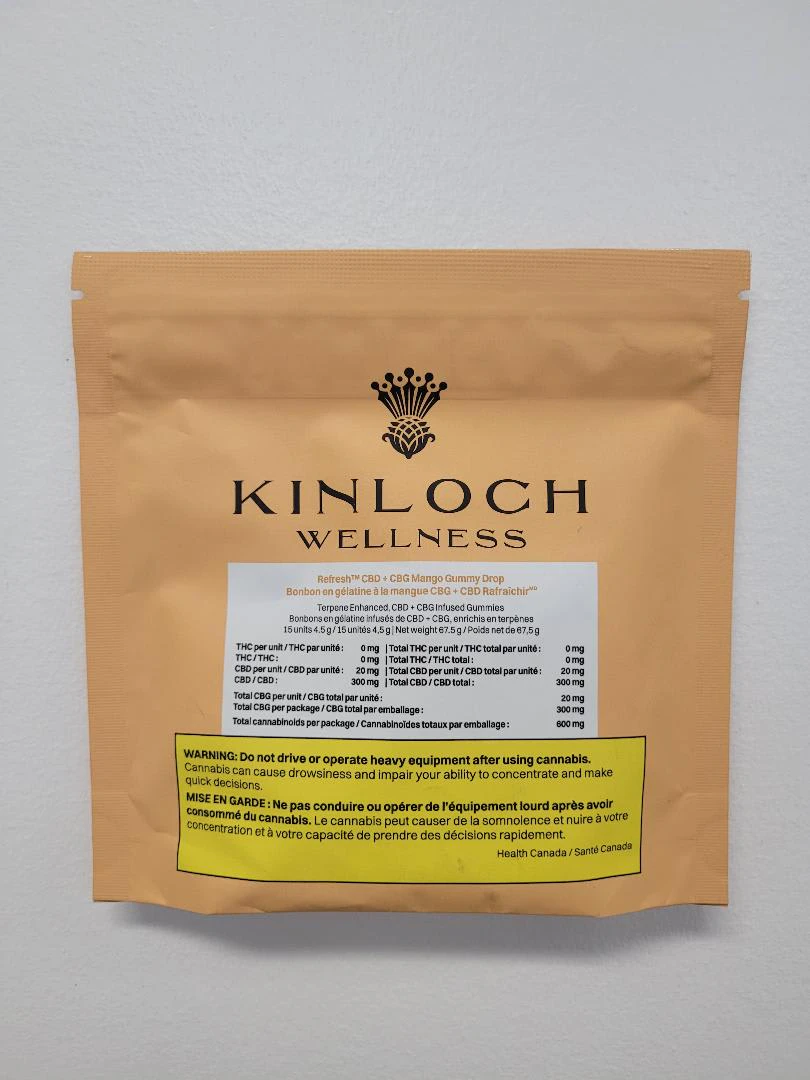 KINLOCH
WELLNESS
Refresh™ CBD + CBG Mango Gummy Drop
Bonbon en gélatine à la mangue CBG + CBD Rafraîchirᴹᴰ
Terpene Enhanced, CBD + CBG Infused Gummies
Bonbons en gélatine infusés de CBD + CBG, enrichis en terpènes
15 units 4.5 g / 15 unités 4,5 g | Net weight 67.5 g / Poids net de 67,5 g
THC per unit / THC par unité : 0 mg | Total THC per unit / THC total par unité : 0 mg
THC / THC : 0 mg | Total THC / THC total : 0 mg
CBD per unit / CBD par unité : 20 mg | Total CBD per unit / CBD total par unité : 20 mg
CBD / CBD : 300 mg | Total CBD / CBD total : 300 mg
Total CBG per unit / CBG total par unité : 20 mg
Total CBG per package / CBG total par emballage : 300 mg
Total cannabinoids per package / Cannabinoïdes totaux par emballage : 600 mg
WARNING: Do not drive or operate heavy equipment after using cannabis.
Cannabis can cause drowsiness and impair your ability to concentrate and make
quick decisions.
MISE EN GARDE : Ne pas conduire ou opérer de l'équipement lourd après avoir
consommé du cannabis. Le cannabis peut causer de la somnolence et nuire à votre
concentration et à votre capacité de prendre des décisions rapidement.
Health Canada / Santé Canada